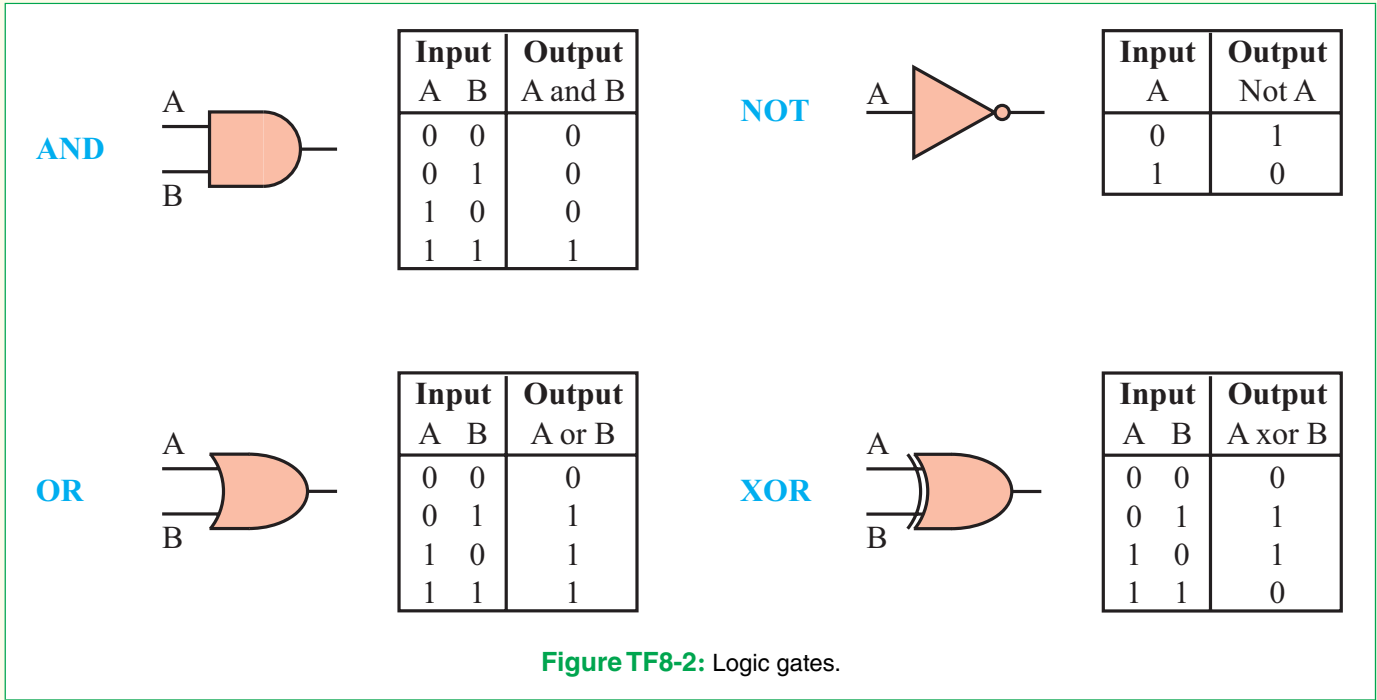 AND
A
B
Input Output
A B A and B
0 0 0
0 1 0
1 0 0
1 1 1
NOT
A
Input Output
A Not A
0 1
1 0
OR
A
B
Input Output
A B A or B
0 0 0
0 1 1
1 0 1
1 1 1
XOR
A
B
Input Output
A B A xor B
0 0 0
0 1 1
1 0 1
1 1 0
Figure TF8-2: Logic gates.